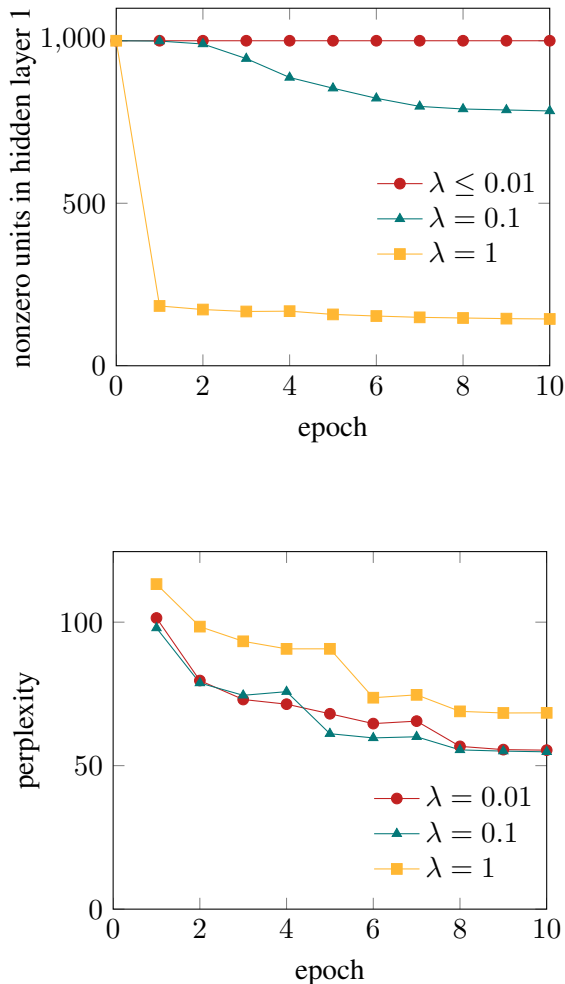 1,000
500
0
nonzero units in hidden layer 1
λ ≤ 0.01
λ = 0.1
λ = 1
0 2 4 6 8 10
epoch
100
50
0
perplexity
λ = 0.01
λ = 0.1
λ = 1
0 2 4 6 8 10
epoch